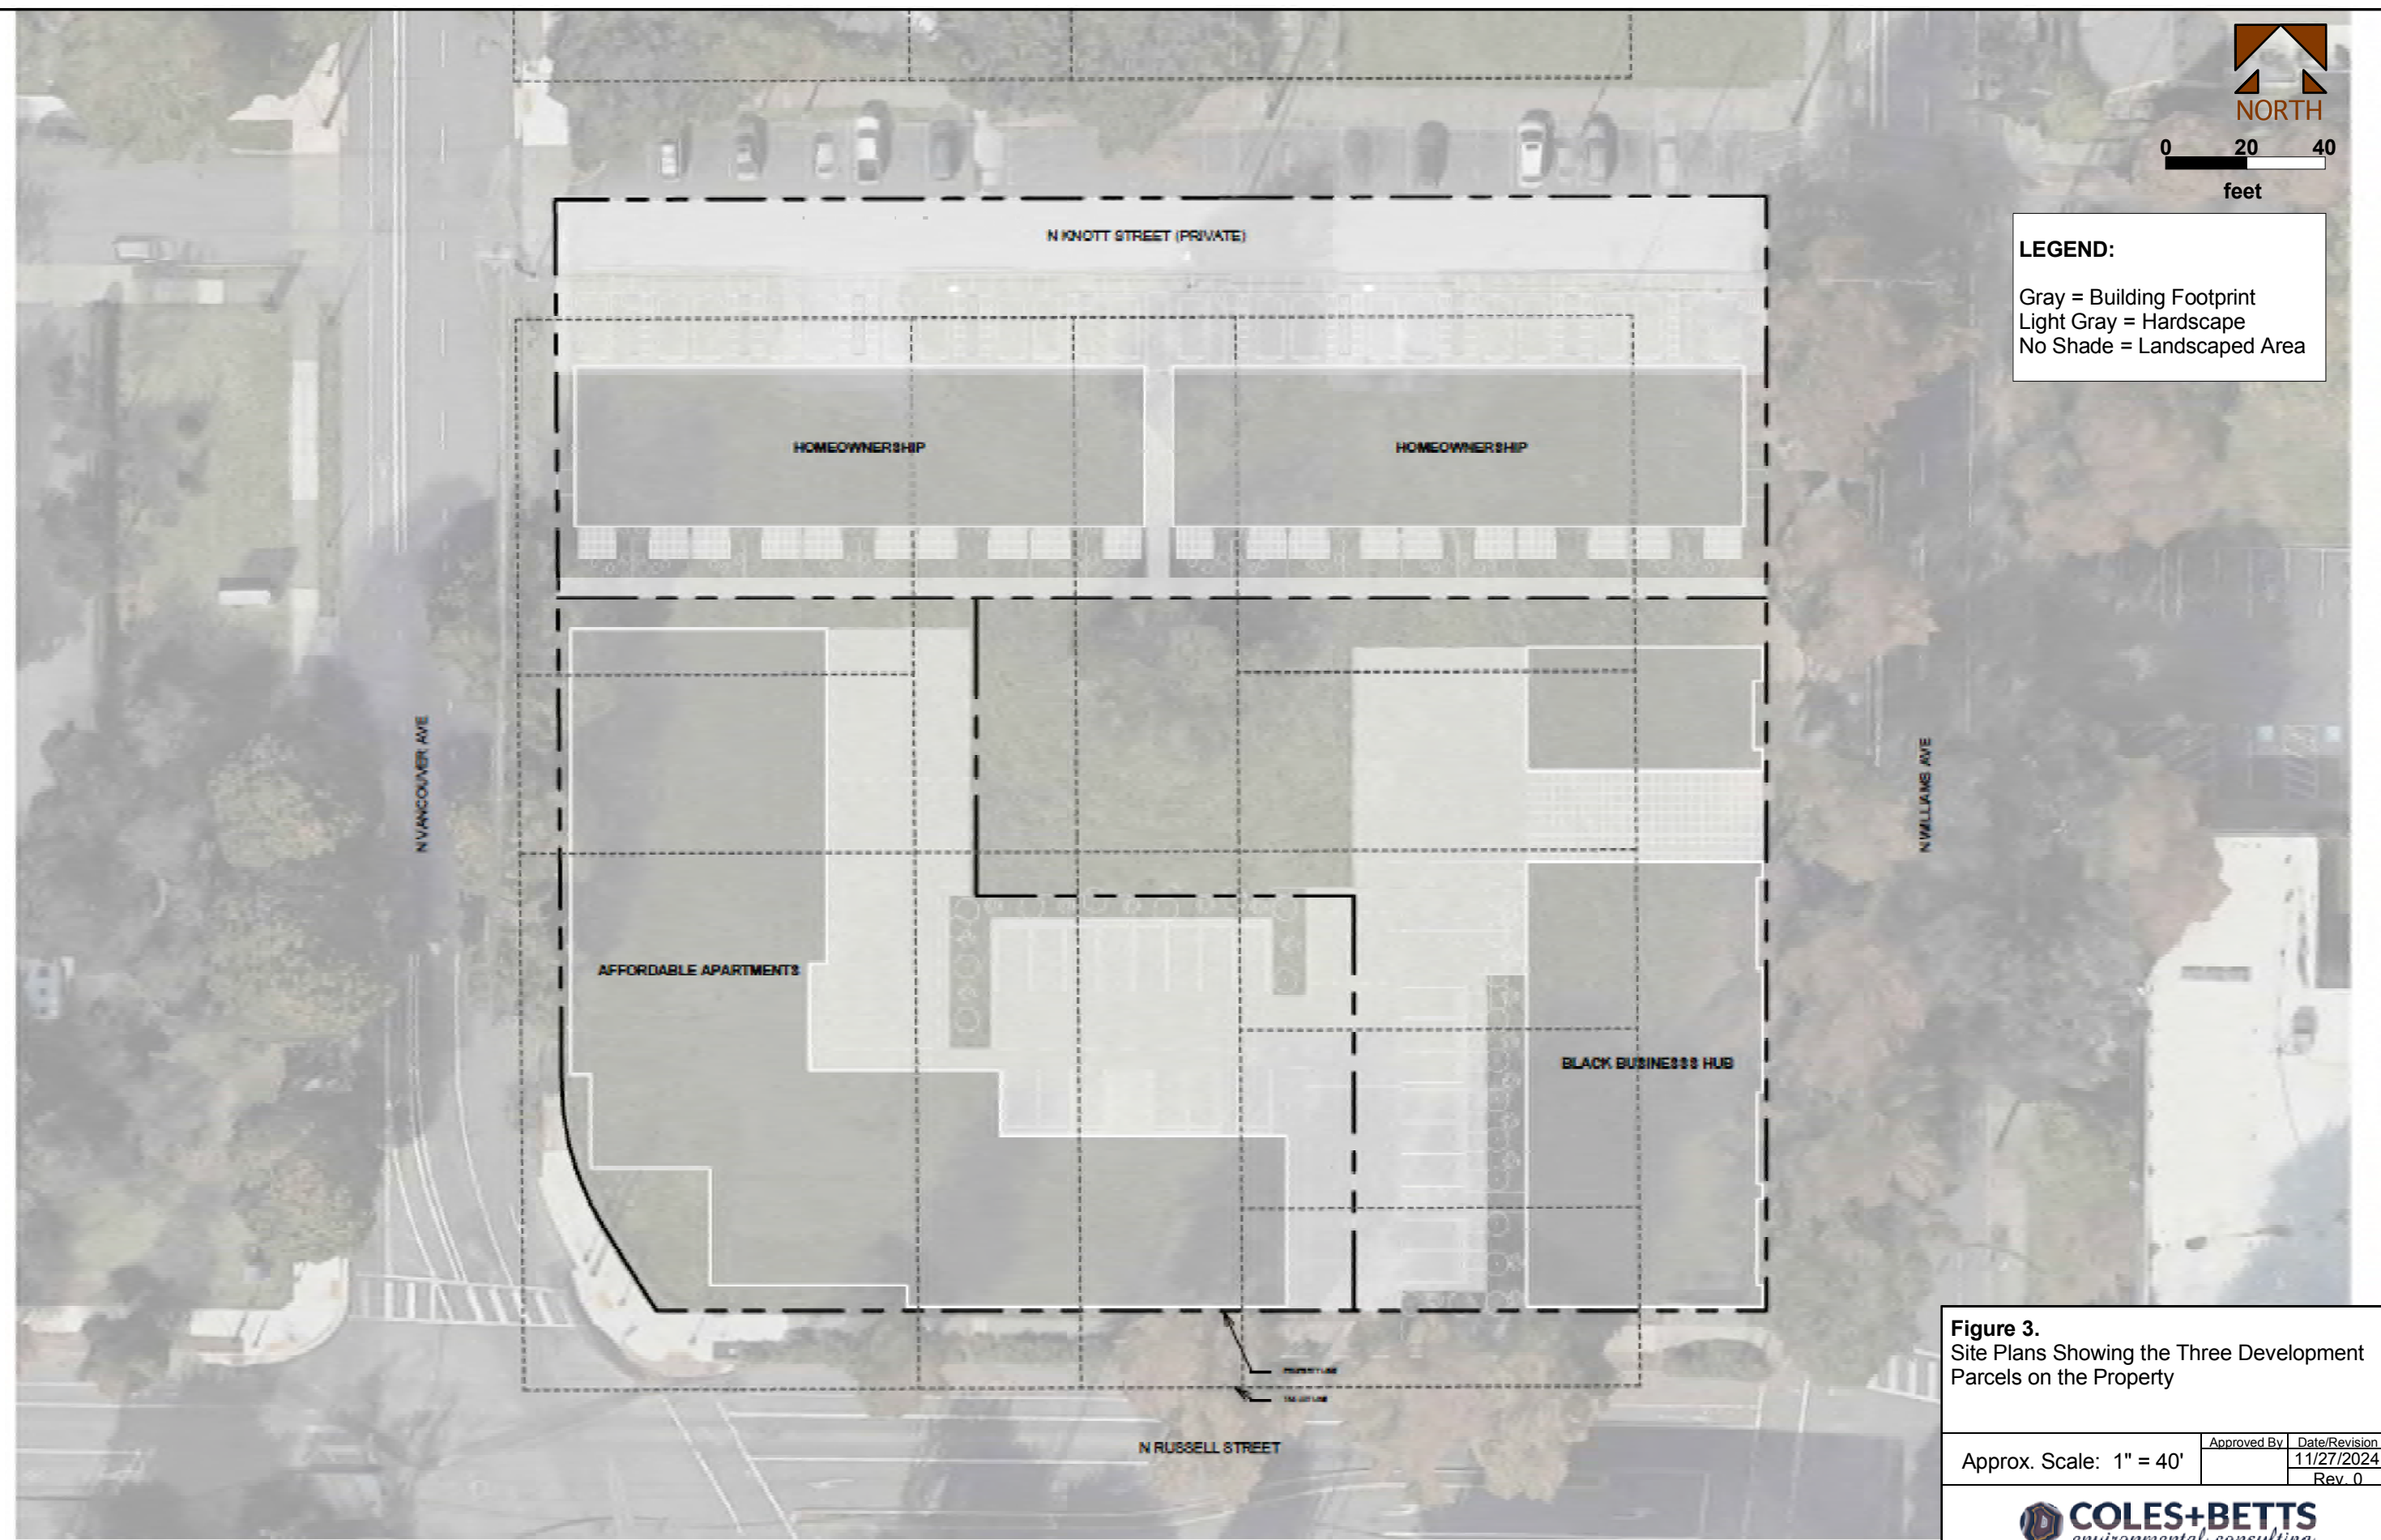 NORTH
0 20 40
feet
LEGEND:
Gray = Building Footprint
Light Gray = Hardscape
No Shade = Landscaped Area
N KNOTT STREET (PRIVATE)
HOMEOWNERSHIP
HOMEOWNERSHIP
N VANCOUVER AVE
N WILLIAMS AVE
AFFORDABLE APARTMENTS
BLACK BUSINESSS HUB
N RUSSELL STREET
Figure 3.
Site Plans Showing the Three Development
Parcels on the Property
Approx. Scale: 1" = 40'
Approved By
Date/Revision
11/27/2024
Rev. 0
COLES+BETTS
environmental consulting